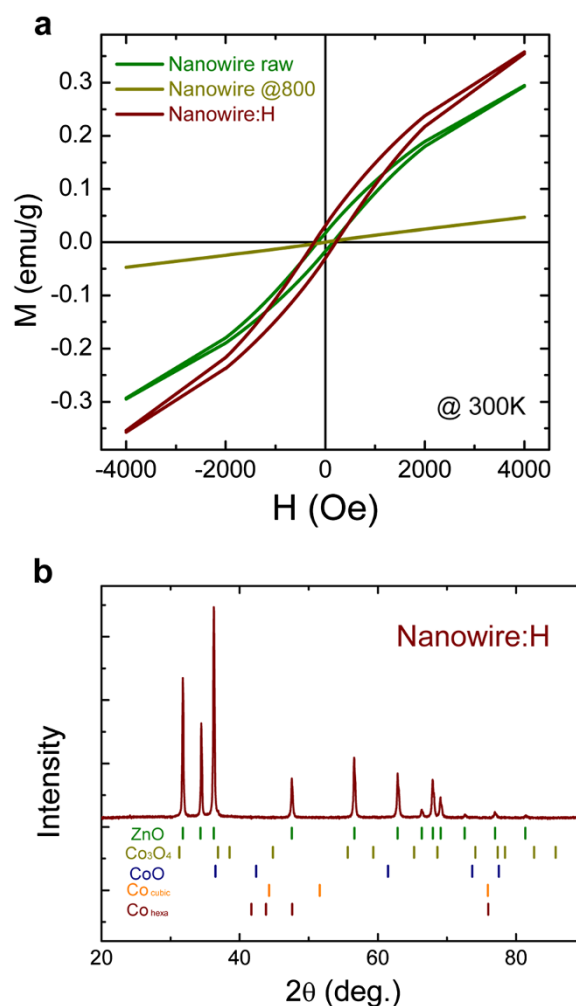 a
Nanowire raw
Nanowire @800
Nanowire:H
M (emu/g)
0.3
0.2
0.1
0.0
-0.1
-0.2
-0.3
@ 300K
-4000 -2000 0 2000 4000
H (Oe)
b
Nanowire:H
Intensity
ZnO
Co₃O₄
CoO
Co cubic
Co hexa
20 40 60 80
2θ (deg.)